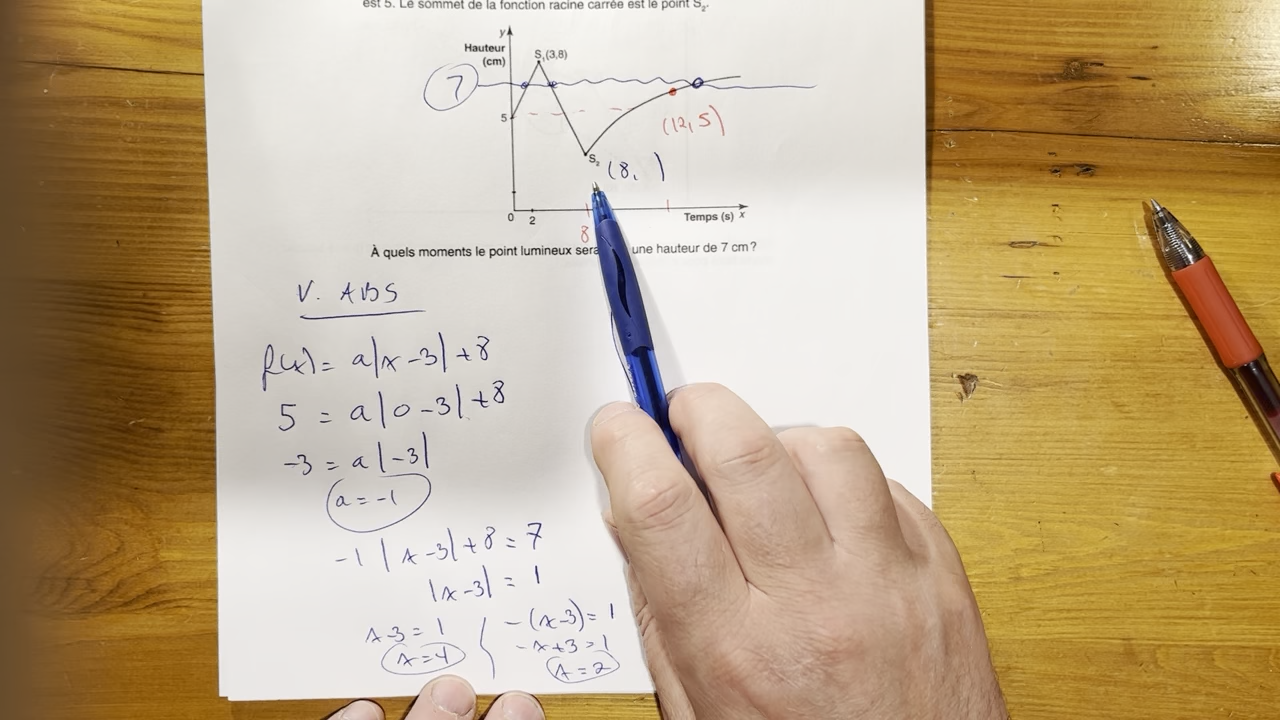 est 5. Le sommet de la fonction racine carrée est le point S₂.
y
Hauteur
(cm)
S₁(3,8)
7
5
(12, 5)
S₂
(8, )
0
2
Temps (s)
x
8
À quels moments le point lumineux sera une hauteur de 7 cm?
V. ABS
f(x) = a|x-3| +8
5 = a|0-3| +8
-3 = a|-3|
a = -1
-1 |x-3| +8 = 7
|x-3| = 1
x-3 = 1
-(x-3) = 1
x=4
-x+3 = 1
x=2